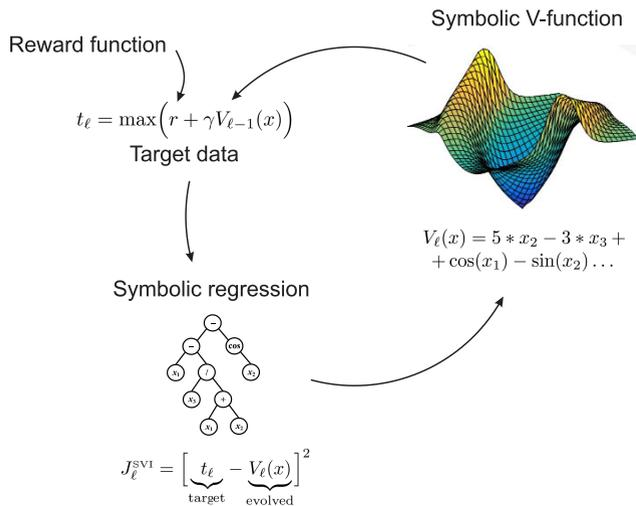 Symbolic V-function
Reward function
t_ℓ = max(r + γV_{ℓ−1}(x))
Target data
V_ℓ(x) = 5 * x_2 − 3 * x_3 +
+ cos(x_1) − sin(x_2) . . .
Symbolic regression
−
− cos
x_1 / x_2
x_3 +
x_1 x_2
J_ℓ^{SVI} = [t_ℓ − V_ℓ(x)]^2
target evolved